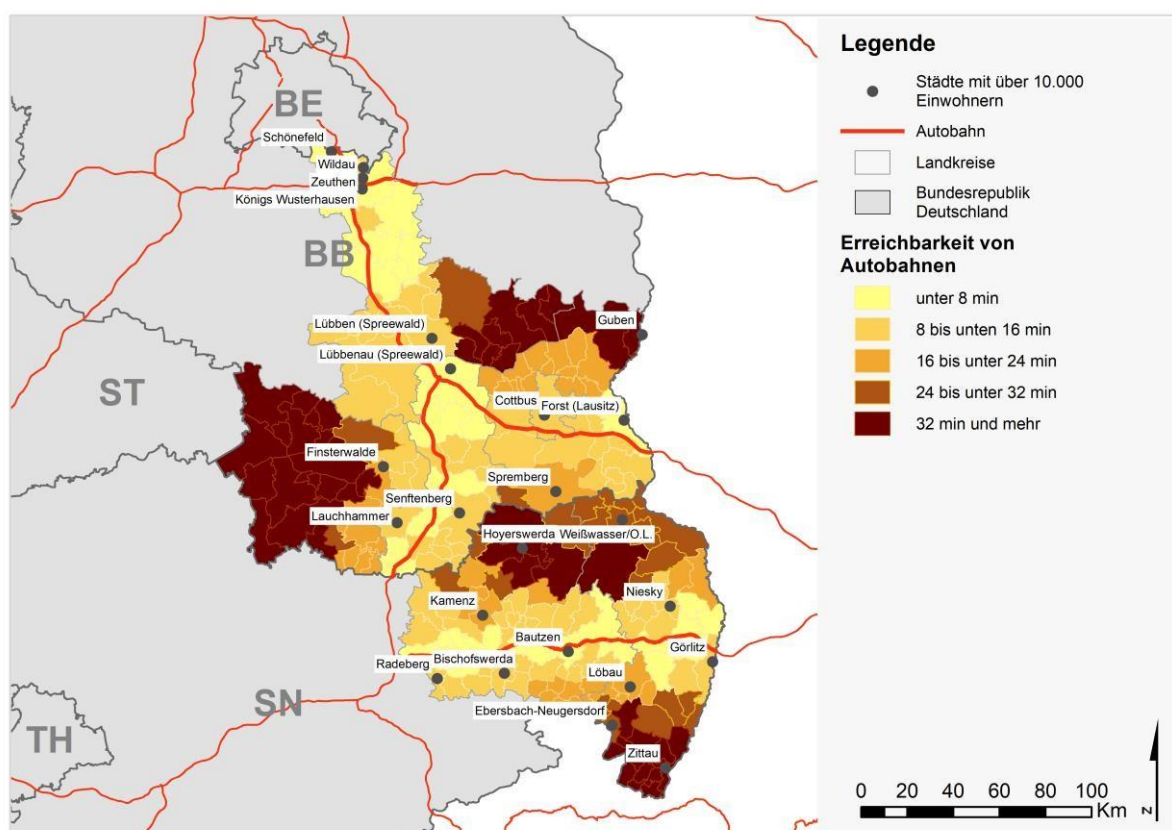 BE
Schönefeld
Wildau
Zeuthen
Königs Wusterhausen
BB
Lübben (Spreewald)
Guben
Lübbenau (Spreewald)
ST
Cottbus
Forst (Lausitz)
Finsterwalde
Spremberg
Senftenberg
Lauchhammer
Hoyerswerda
Weißwasser/O.L.
Niesky
Kamenz
Bautzen
Görlitz
Radeberg
Bischofswerda
Löbau
SN
Ebersbach-Neugersdorf
TH
Zittau
Legende
Städte mit über 10.000
Einwohnern
Autobahn
Landkreise
Bundesrepublik
Deutschland
Erreichbarkeit von
Autobahnen
unter 8 min
8 bis unten 16 min
16 bis unter 24 min
24 bis unter 32 min
32 min und mehr
0 20 40 60 80 100
Km
N